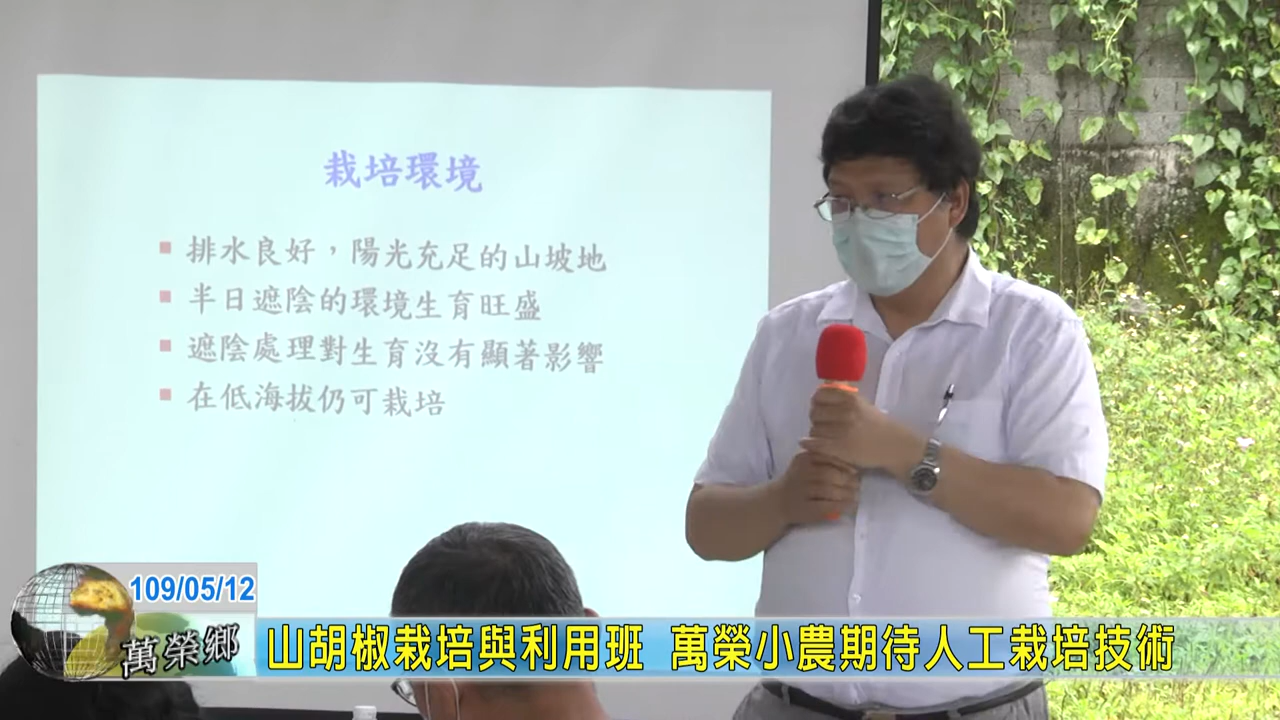 栽培環境
排水良好，陽光充足的山坡地
半日遮陰的環境生育旺盛
遮陰處理對生育沒有顯著影響
在低海拔仍可栽培
109/05/12
萬榮鄉
山胡椒栽培與利用班 萬榮小農期待人工栽培技術